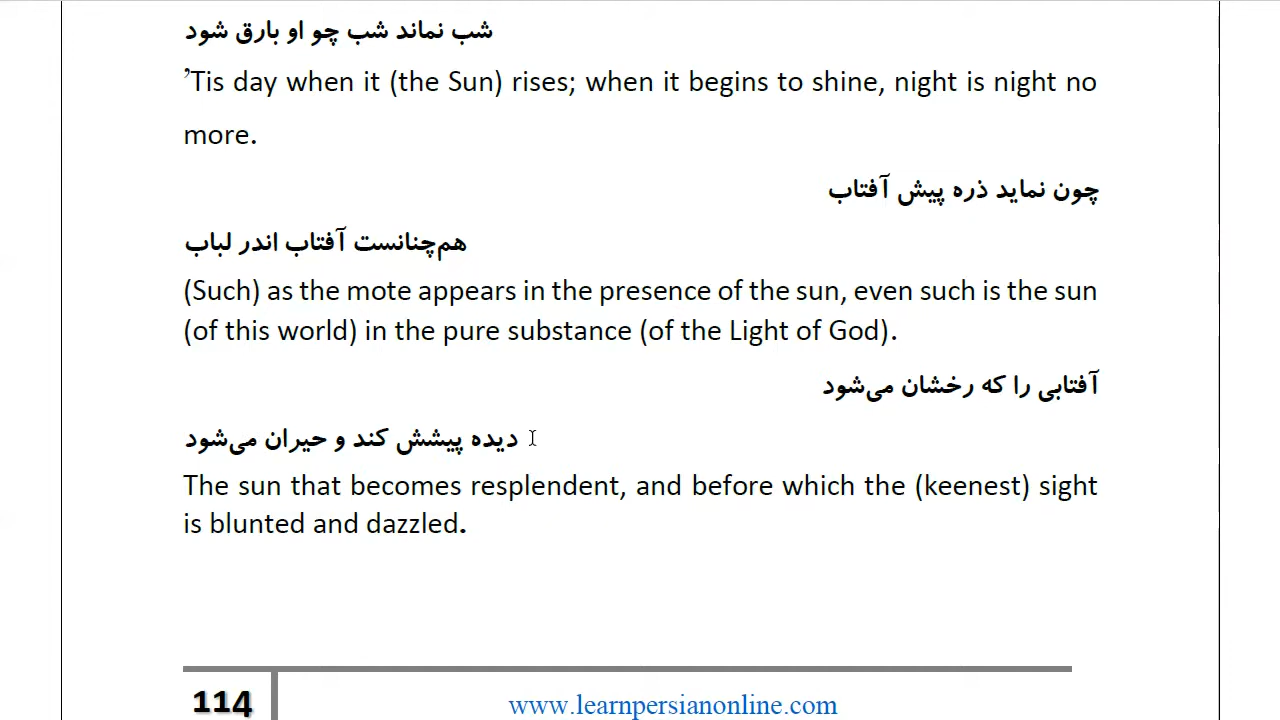 شب نماند شب چو او بارق شود
’Tis day when it (the Sun) rises; when it begins to shine, night is night no
more.
چون نماید ذره پیش آفتاب
هم‌چنانست آفتاب اندر لباب
(Such) as the mote appears in the presence of the sun, even such is the sun
(of this world) in the pure substance (of the Light of God).
آفتابی را که رخشان می‌شود
دیده پیشش کند و حیران می‌شود
The sun that becomes resplendent, and before which the (keenest) sight
is blunted and dazzled.
114
www.learnpersianonline.com